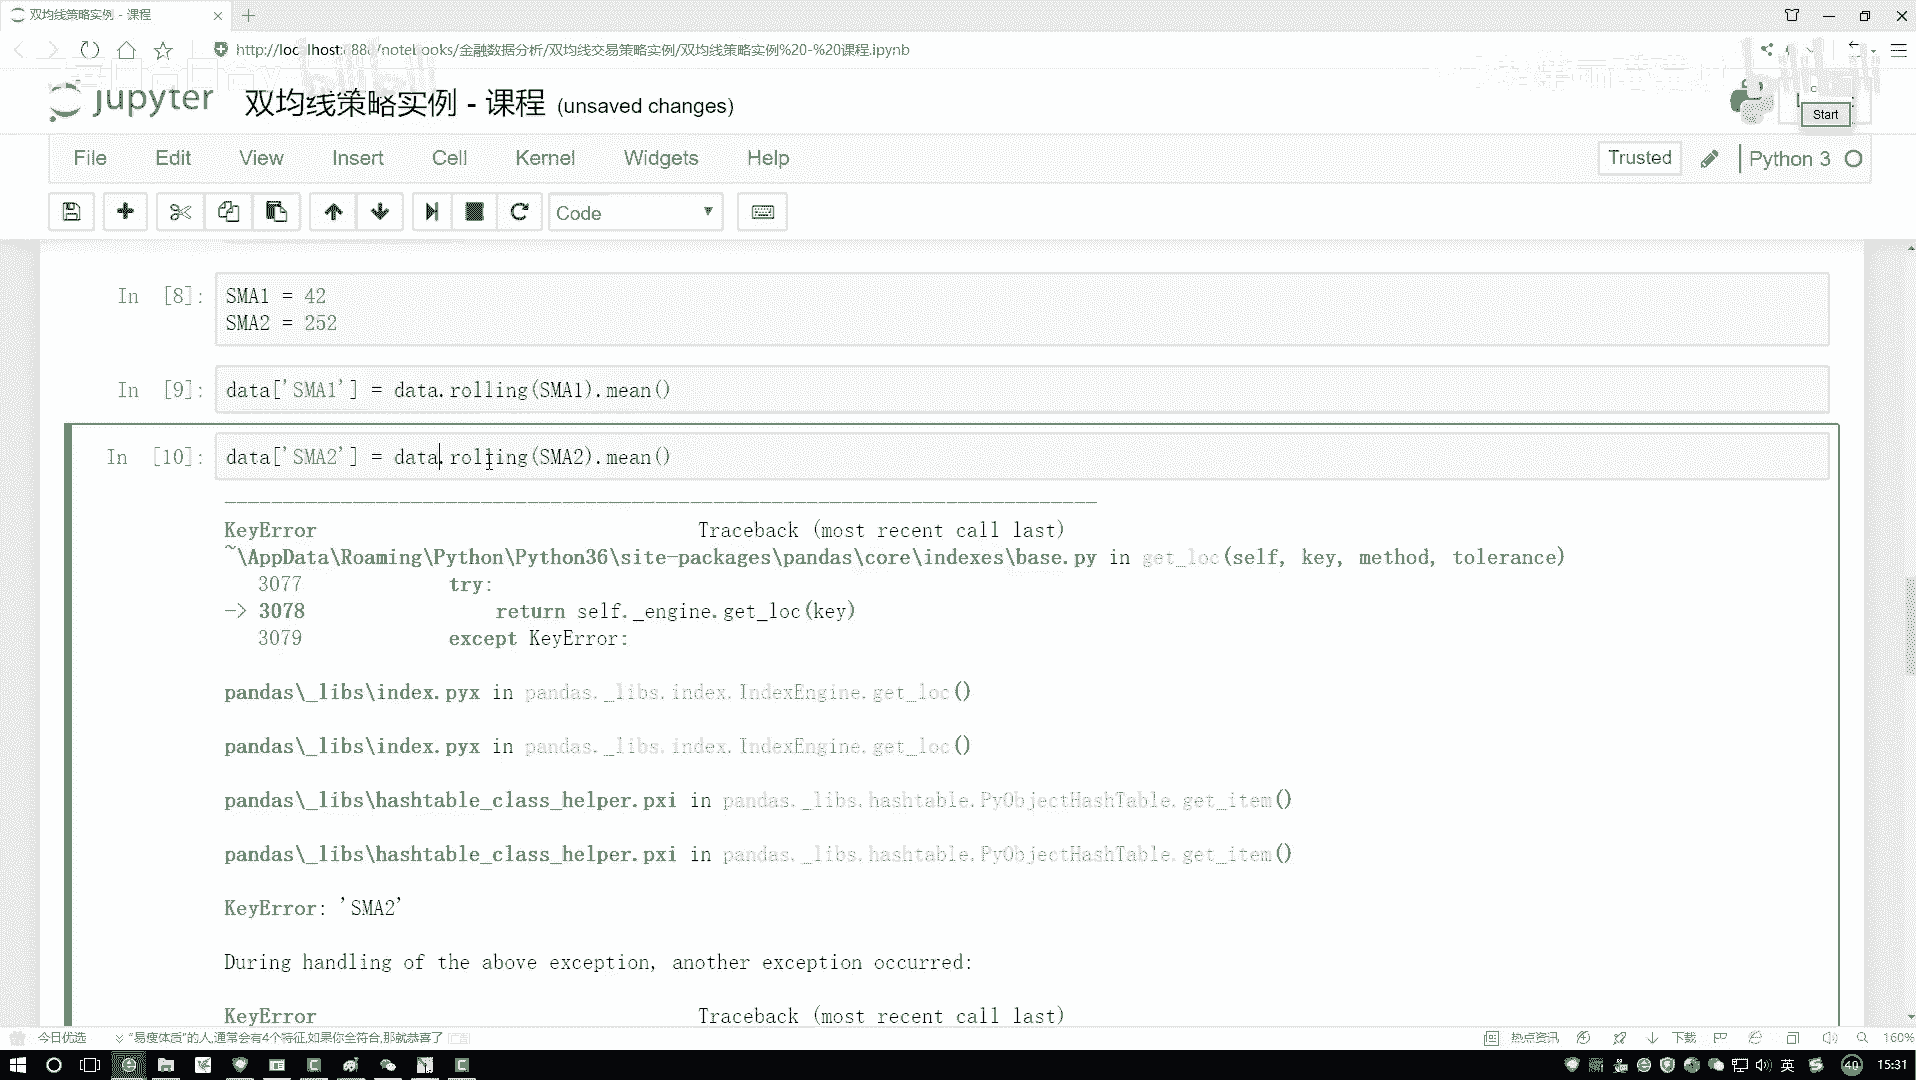 双均线策略实例 - 课程
http://localhost:888/notebooks/金融数据分析/双均线交易策略实例/双均线策略实例%20-%20课程.ipynb
jupyter 双均线策略实例 - 课程 (unsaved changes)
Start
File Edit View Insert Cell Kernel Widgets Help
Trusted Python 3
Code
In [8]: SMA1 = 42
SMA2 = 252
In [9]: data['SMA1'] = data.rolling(SMA1).mean()
In [10]: data['SMA2'] = data.rolling(SMA2).mean()
KeyError Traceback (most recent call last)
~\AppData\Roaming\Python\Python36\site-packages\pandas\core\indexes\base.py in get_loc(self, key, method, tolerance)
3077 try:
-> 3078 return self._engine.get_loc(key)
3079 except KeyError:
pandas\_libs\index.pyx in pandas._libs.index.IndexEngine.get_loc()
pandas\_libs\index.pyx in pandas._libs.index.IndexEngine.get_loc()
pandas\_libs\hashtable_class_helper.pxi in pandas._libs.hashtable.PyObjectHashTable.get_item()
pandas\_libs\hashtable_class_helper.pxi in pandas._libs.hashtable.PyObjectHashTable.get_item()
KeyError: 'SMA2'
During handling of the above exception, another exception occurred:
KeyError Traceback (most recent call last)
今日优选 "易瘦体质"的人,通常会有4个特征,如果你全符合,那就恭喜了 广告
热点资讯 下载 160%
英 40 15:31